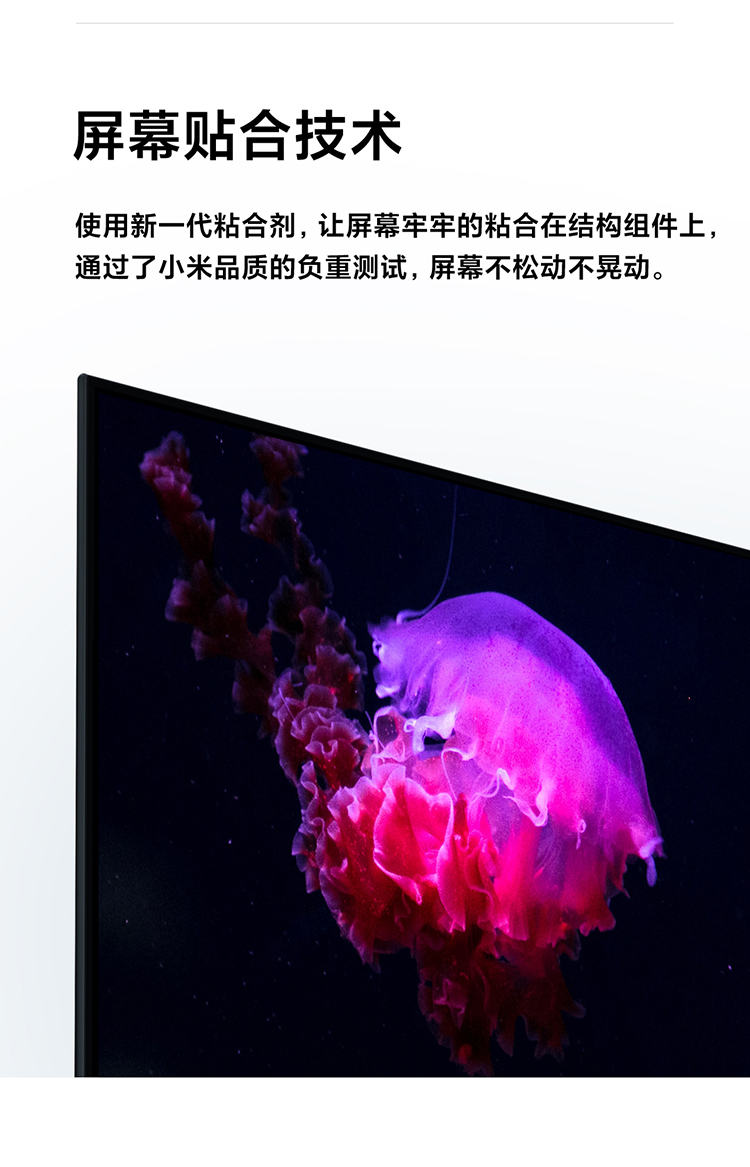 屏幕贴合技术
使用新一代粘合剂，让屏幕牢牢的粘合在结构组件上，
通过了小米品质的负重测试，屏幕不松动不晃动。